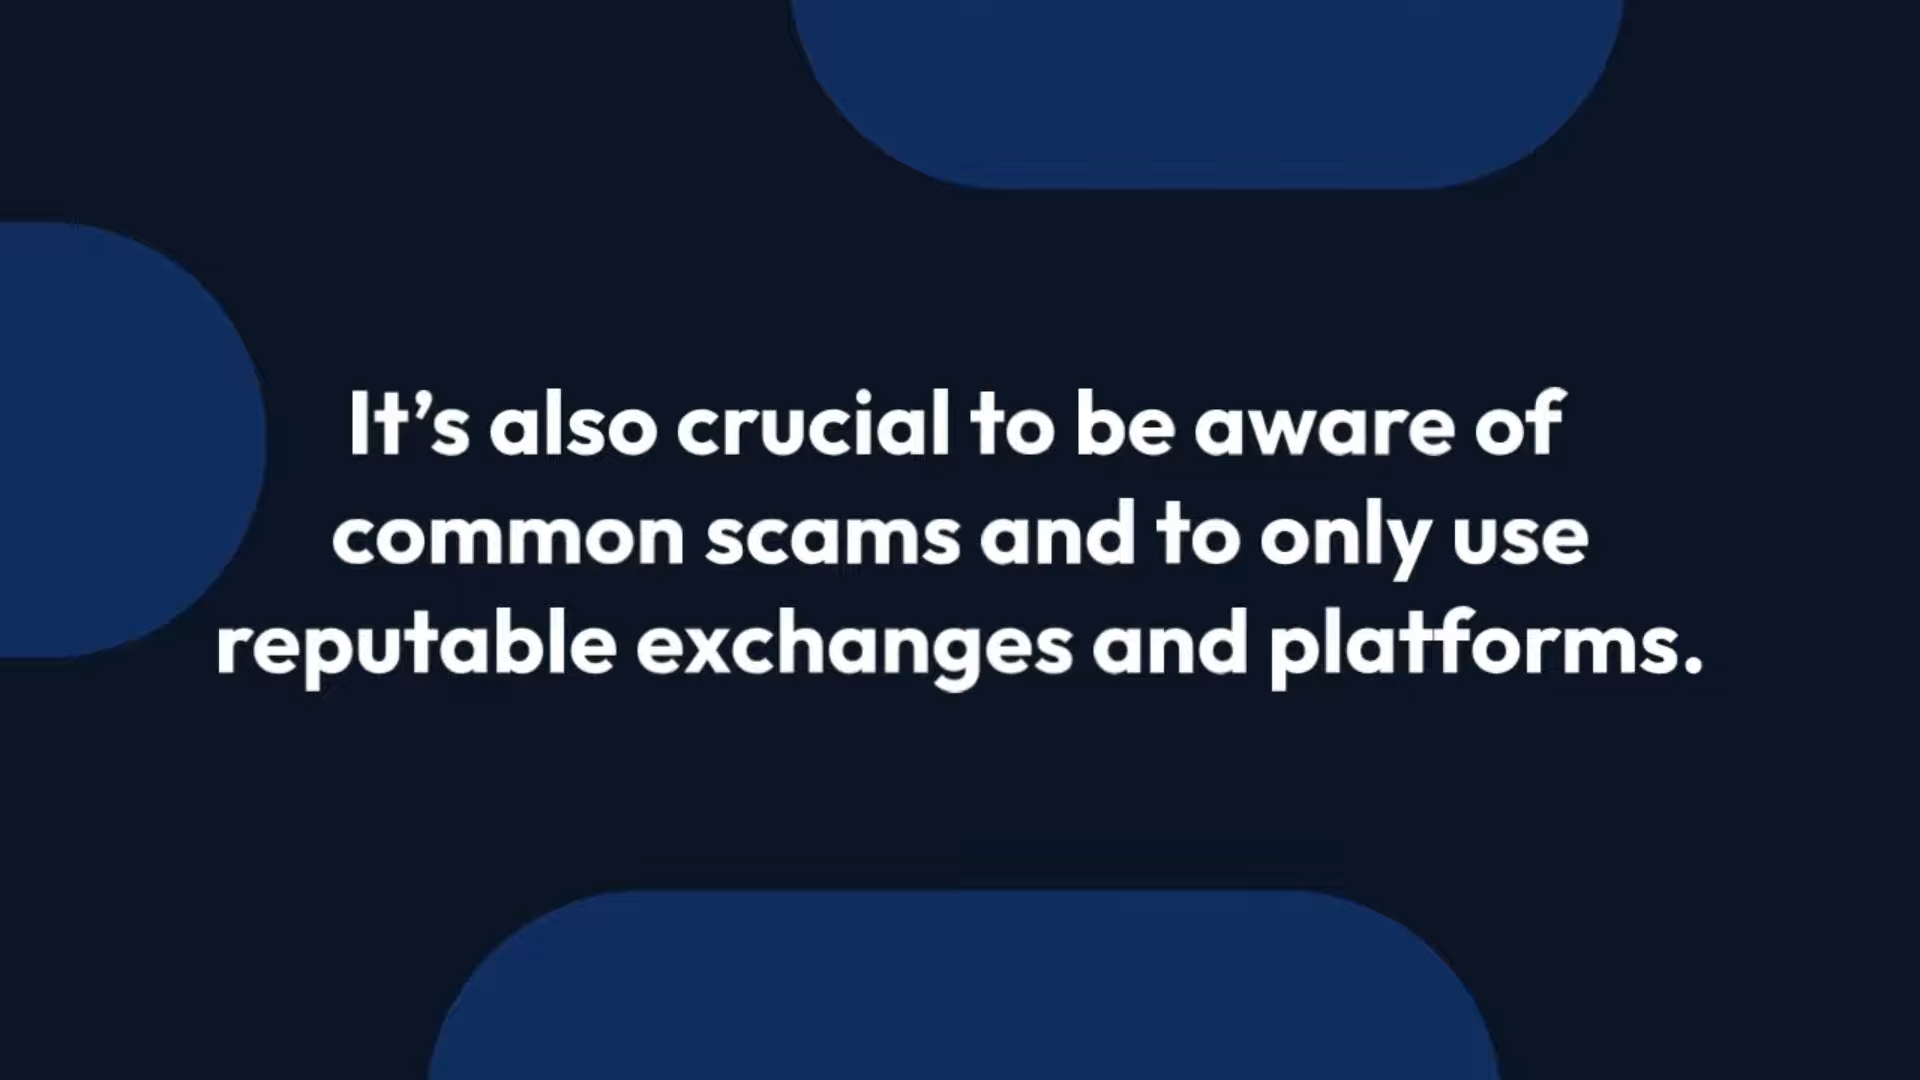 It’s also crucial to be aware of
common scams and to only use
reputable exchanges and platforms.